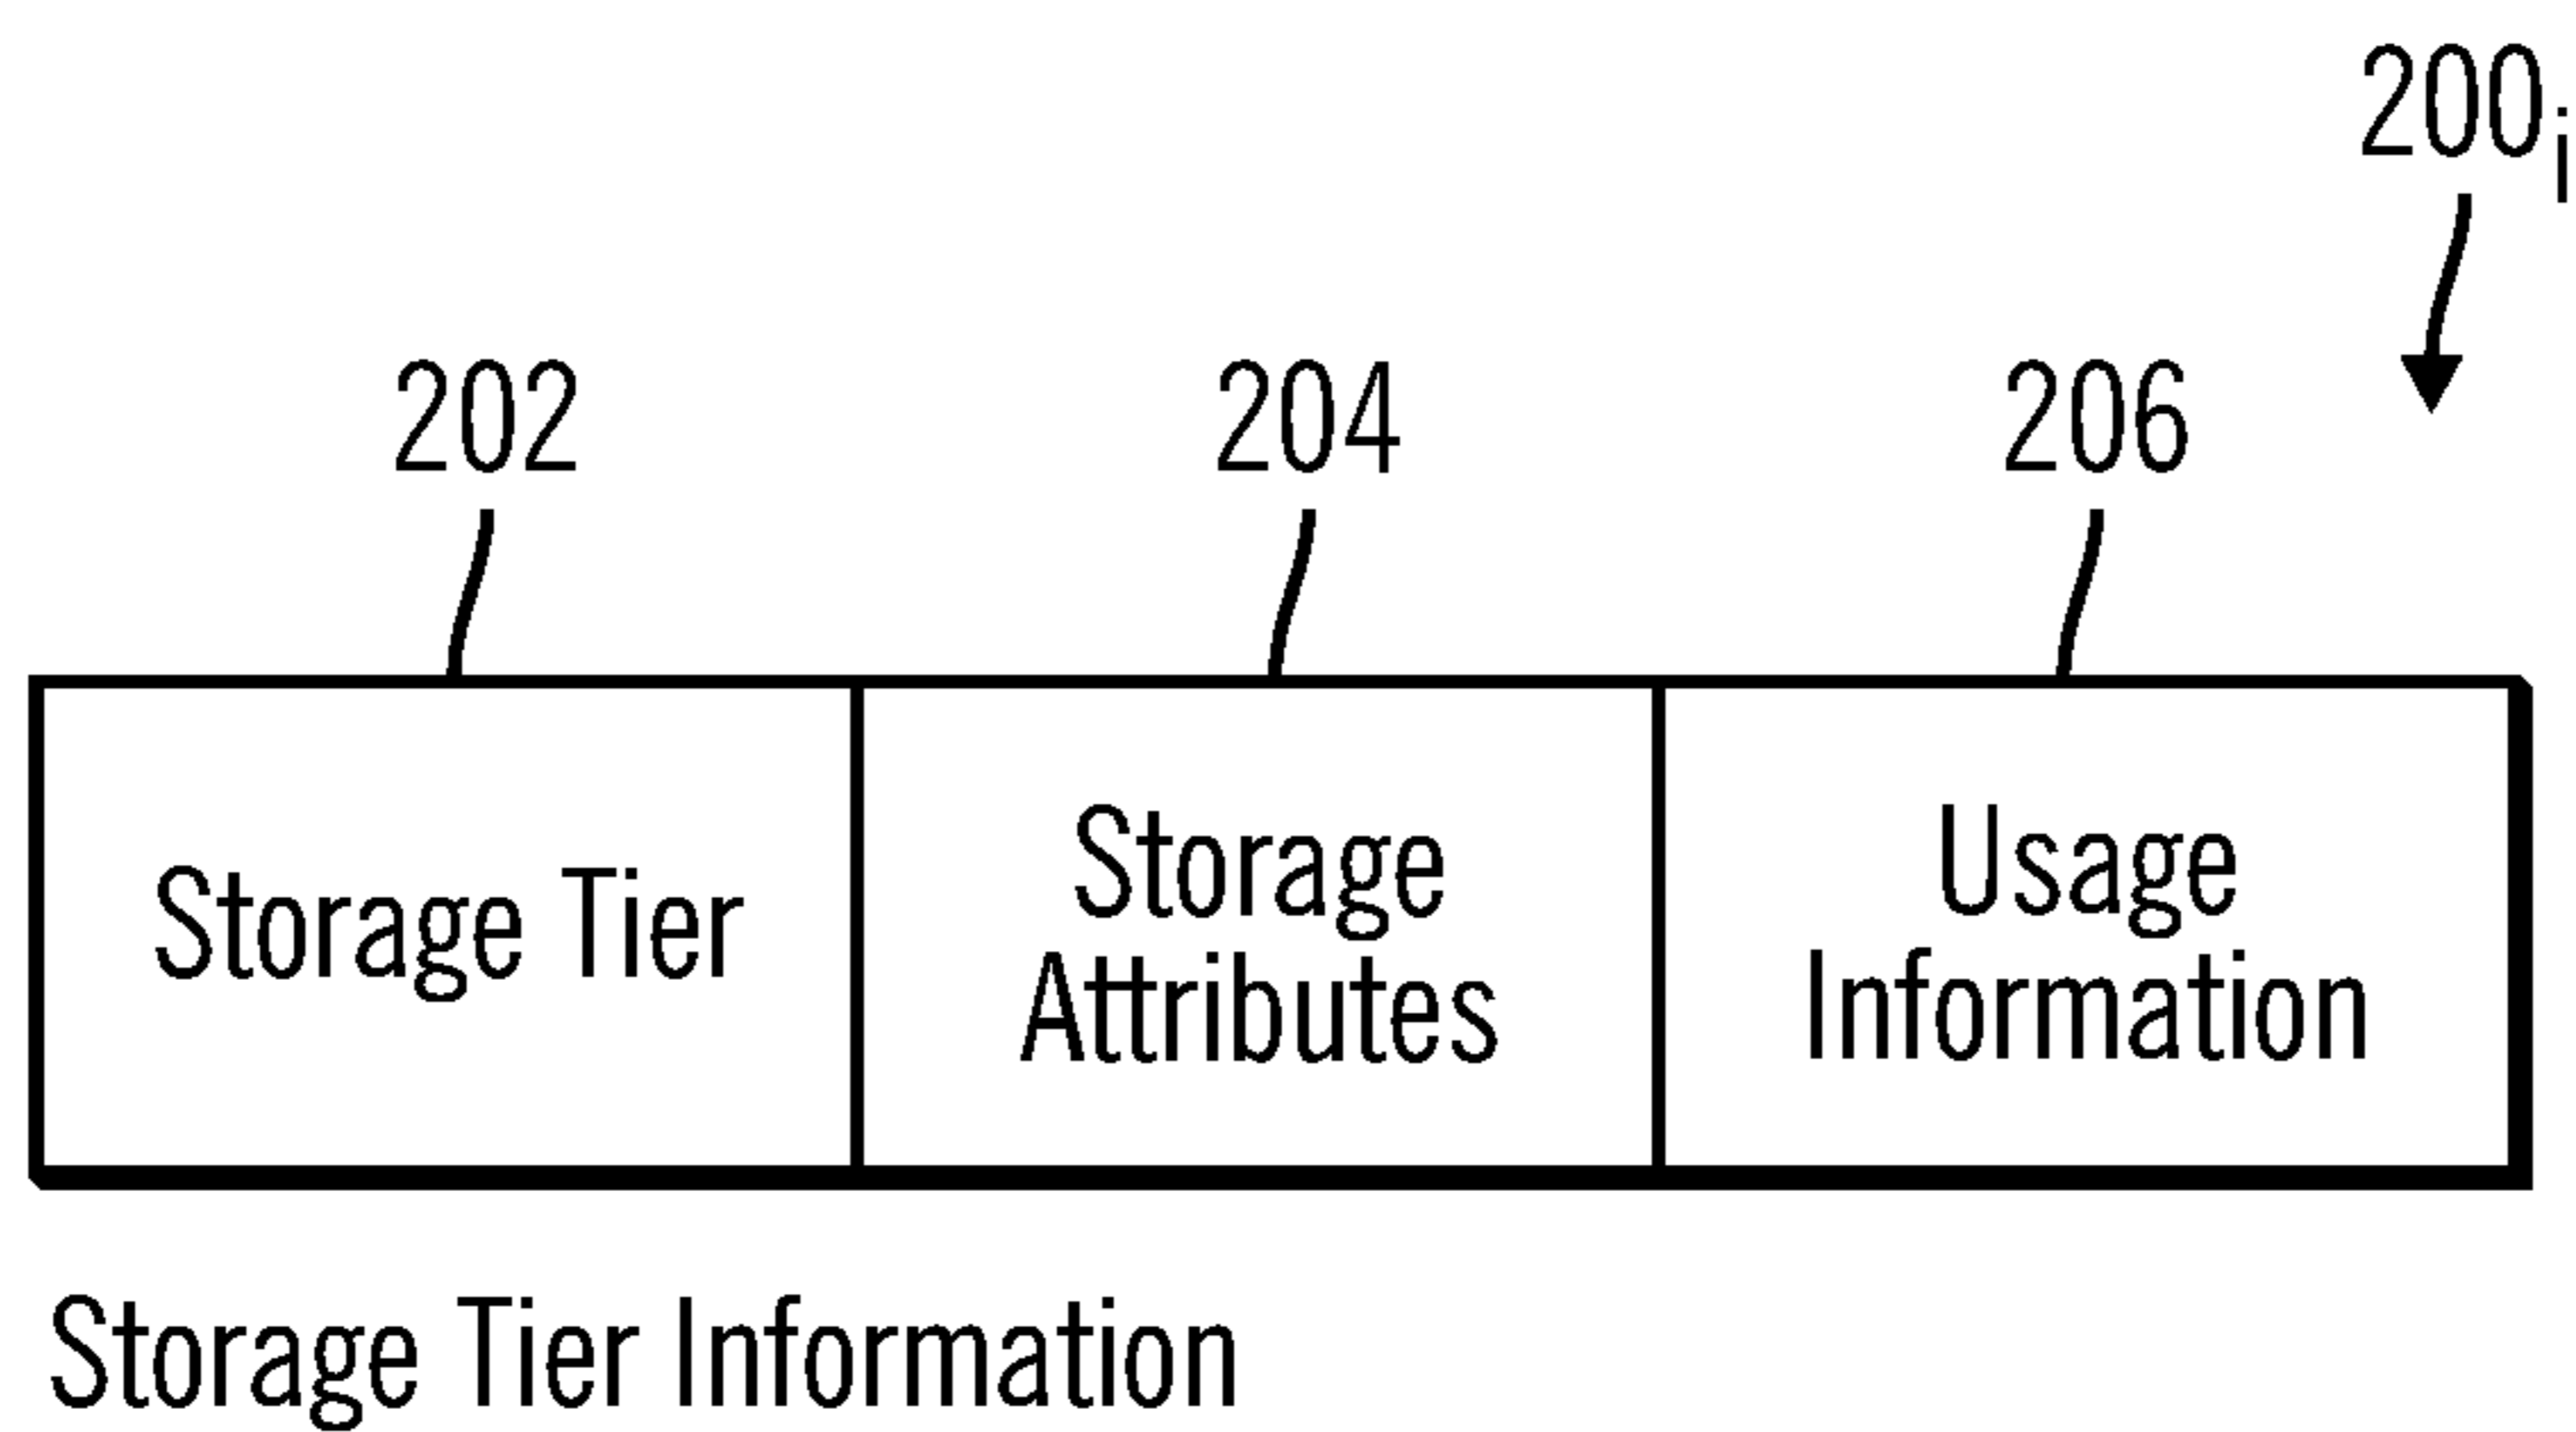 200i
202 204 206
Storage Tier
Storage
Attributes
Usage
Information
Storage Tier Information